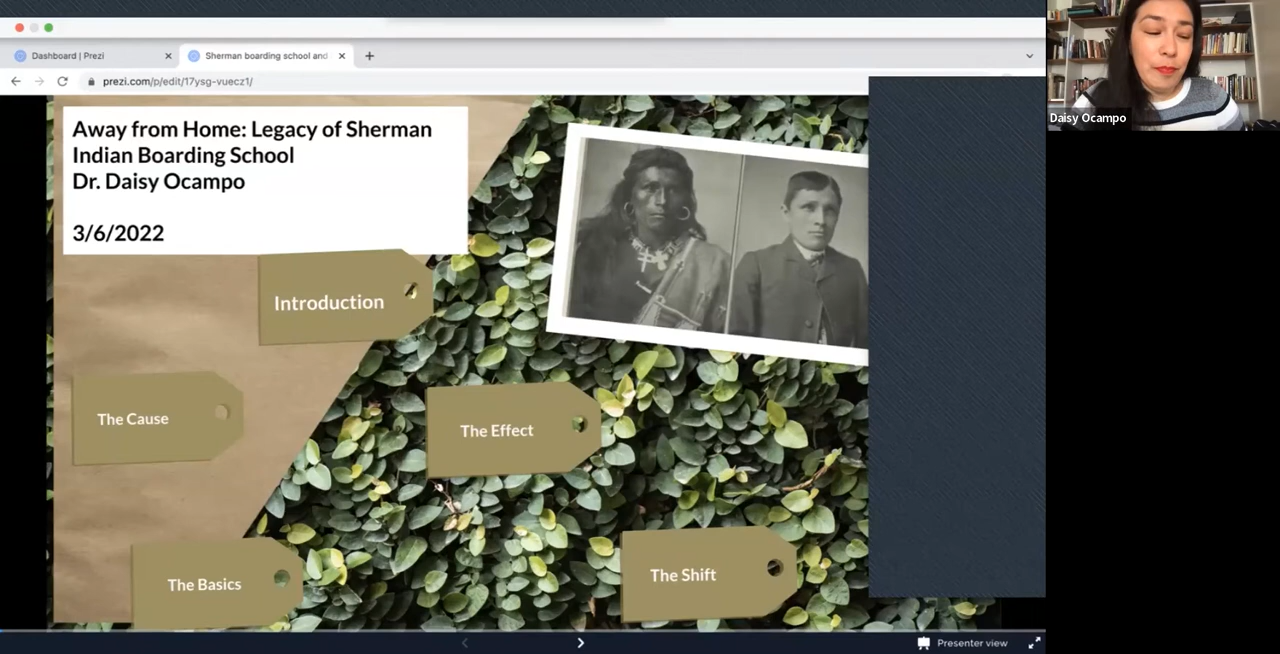 Dashboard | Prezi
Sherman boarding school and
prezi.com/p/edit/17ysg-vuecz1/
Away from Home: Legacy of Sherman
Indian Boarding School
Dr. Daisy Ocampo
3/6/2022
Daisy Ocampo
Introduction
The Cause
The Effect
The Basics
The Shift
Presenter view